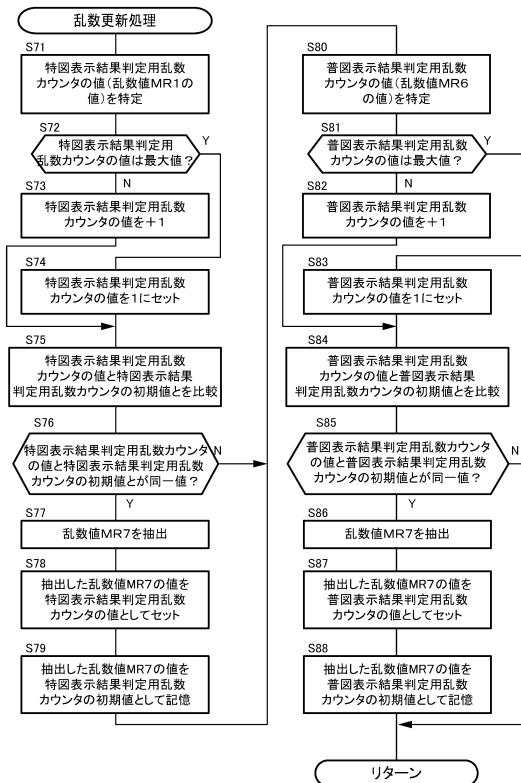 乱数更新処理
S71
特図表示結果判定用乱数
カウンタの値(乱数値MR1の
値)を特定
S72
特図表示結果判定用
乱数カウンタの値は最大値?
Y
N
S73
特図表示結果判定用乱数
カウンタの値を+1
S74
特図表示結果判定用乱数
カウンタの値を1にセット
S75
特図表示結果判定用乱数
カウンタの値と特図表示結果
判定用乱数カウンタの初期値とを比較
S76
特図表示結果判定用乱数カウンタ
の値と特図表示結果判定用乱数
カウンタの初期値とが同一値?
N
Y
S77
乱数値MR7を抽出
S78
抽出した乱数値MR7の値を
特図表示結果判定用乱数
カウンタの値としてセット
S79
抽出した乱数値MR7の値を
特図表示結果判定用乱数
カウンタの初期値として記憶
S80
普図表示結果判定用乱数
カウンタの値(乱数値MR6
の値)を特定
S81
普図表示結果判定用乱数
カウンタの値は最大値?
Y
N
S82
普図表示結果判定用乱数
カウンタの値を+1
S83
普図表示結果判定用乱数
カウンタの値を1にセット
S84
普図表示結果判定用乱数
カウンタの値と普図表示結果
判定用乱数カウンタの初期値とを比較
S85
普図表示結果判定用乱数カウンタ
の値と普図表示結果判定用乱数
カウンタの初期値とが同一値?
N
Y
S86
乱数値MR7を抽出
S87
抽出した乱数値MR7の値を
普図表示結果判定用乱数
カウンタの値としてセット
S88
抽出した乱数値MR7の値を
普図表示結果判定用乱数
カウンタの初期値として記憶
リターン